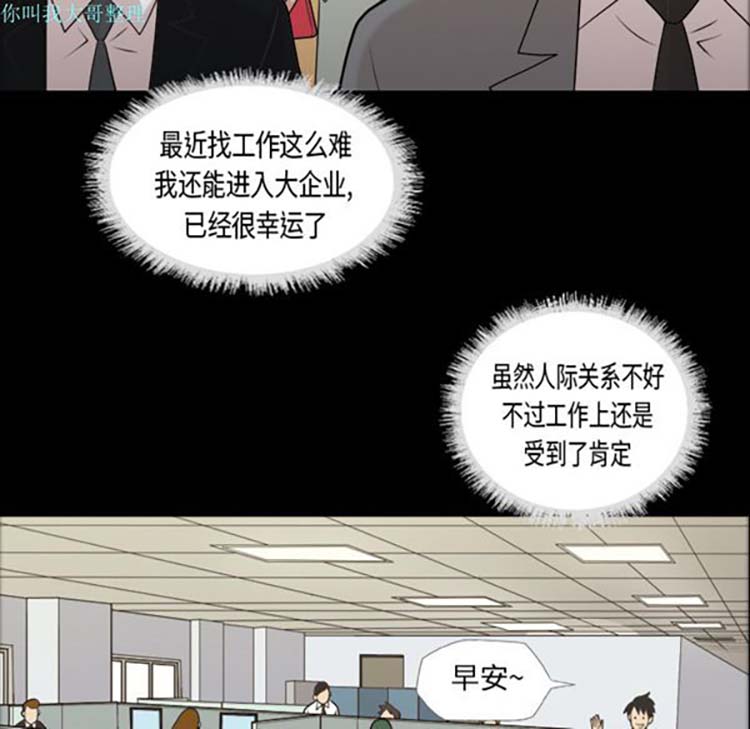 你叫我大哥整理
最近找工作这么难
我还能进入大企业,
已经很幸运了
虽然人际关系不好
不过工作上还是
受到了肯定
早安~